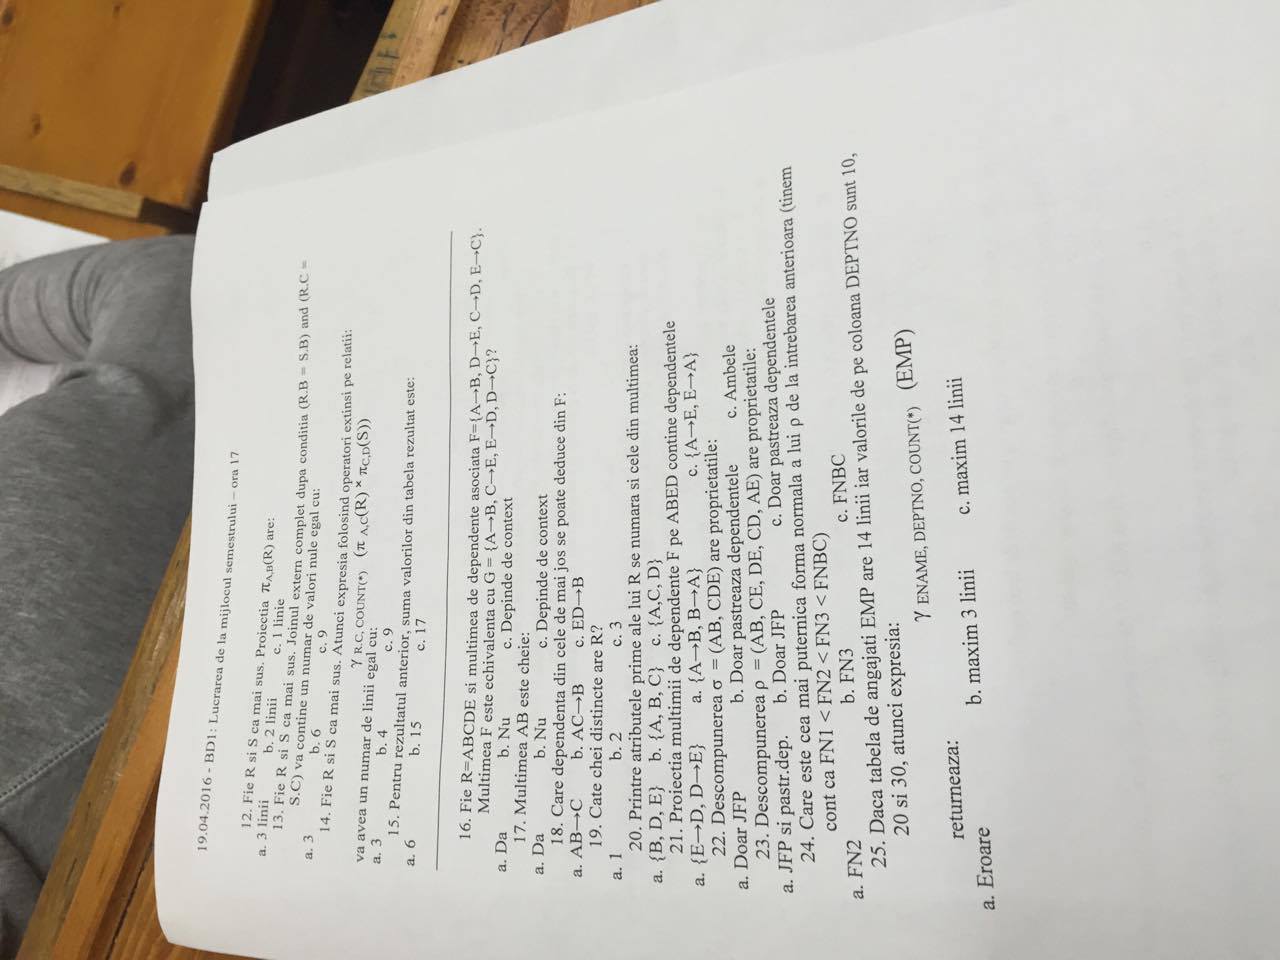 19.04.2016 - BD1: Lucrarea de la mijlocul semestrului – ora 17
12. Fie R si S ca mai sus. Proiectia πA,B(R) are:
a. 3 linii b. 2 linii c. 1 linie
13. Fie R si S ca mai sus. Joinul extern complet dupa conditia (R.B = S.B) and (R.C =
S.C) va contine un numar de valori nule egal cu:
a. 3 b. 6 c. 9
14. Fie R si S ca mai sus. Atunci expresia folosind operatori extinsi pe relatii:
γ R.C, COUNT(*) (π A,C(R) × πC,D(S))
va avea un numar de linii egal cu:
a. 3 b. 4 c. 9
15. Pentru rezultatul anterior, suma valorilor din tabela rezultat este:
a. 6 b. 15 c. 17
16. Fie R=ABCDE si multimea de dependente asociata F={A→B, D→E, C→D, E→C}.
Multimea F este echivalenta cu G = {A→B, C→E, E→D, D→C}?
a. Da b. Nu c. Depinde de context
17. Multimea AB este cheie:
a. Da b. Nu c. Depinde de context
18. Care dependenta din cele de mai jos se poate deduce din F:
a. AB→C b. AC→B c. ED→B
19. Cate chei distincte are R?
a. 1 b. 2 c. 3
20. Printre atributele prime ale lui R se numara si cele din multimea:
a. {B, D, E} b. {A, B, C} c. {A,C, D}
21. Proiectia multimii de dependente F pe ABED contine dependentele
a. {E→D, D→E} a. {A→B, B→A} c. {A→E, E→A}
22. Descompunerea σ = (AB, CDE) are proprietatile:
a. Doar JFP b. Doar pastreaza dependentele c. Ambele
23. Descompunerea ρ = (AB, CE, DE, CD, AE) are proprietatile:
a. JFP si pastr.dep. b. Doar JFP c. Doar pastreaza dependentele
24. Care este cea mai puternica forma normala a lui ρ de la intrebarea anterioara (tinem
cont ca FN1 < FN2 < FN3 < FNBC)
a. FN2 b. FN3 c. FNBC
25. Daca tabela de angajati EMP are 14 linii iar valorile de pe coloana DEPTNO sunt 10,
20 si 30, atunci expresia:
γ ENAME, DEPTNO, COUNT(*) (EMP)
returneaza:
a. Eroare b. maxim 3 linii c. maxim 14 linii